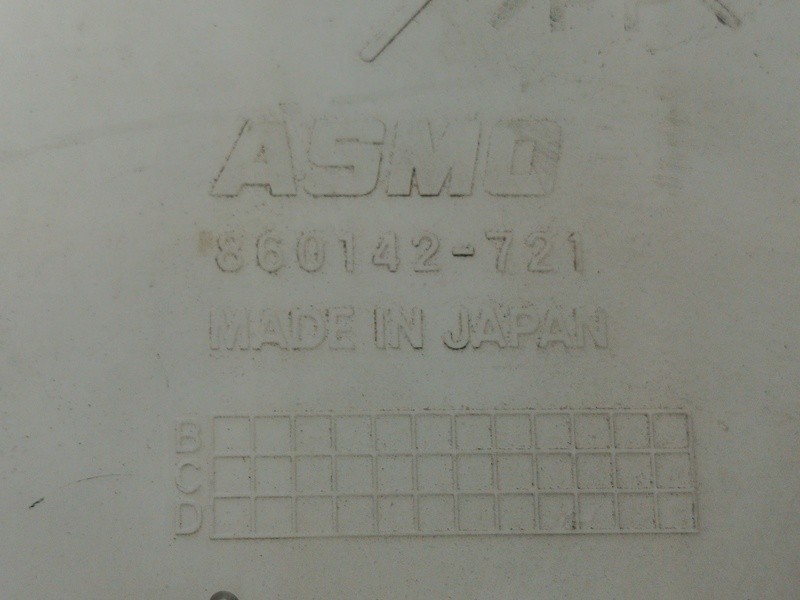 ASMO
860142-721
MADE IN JAPAN
B
C
D